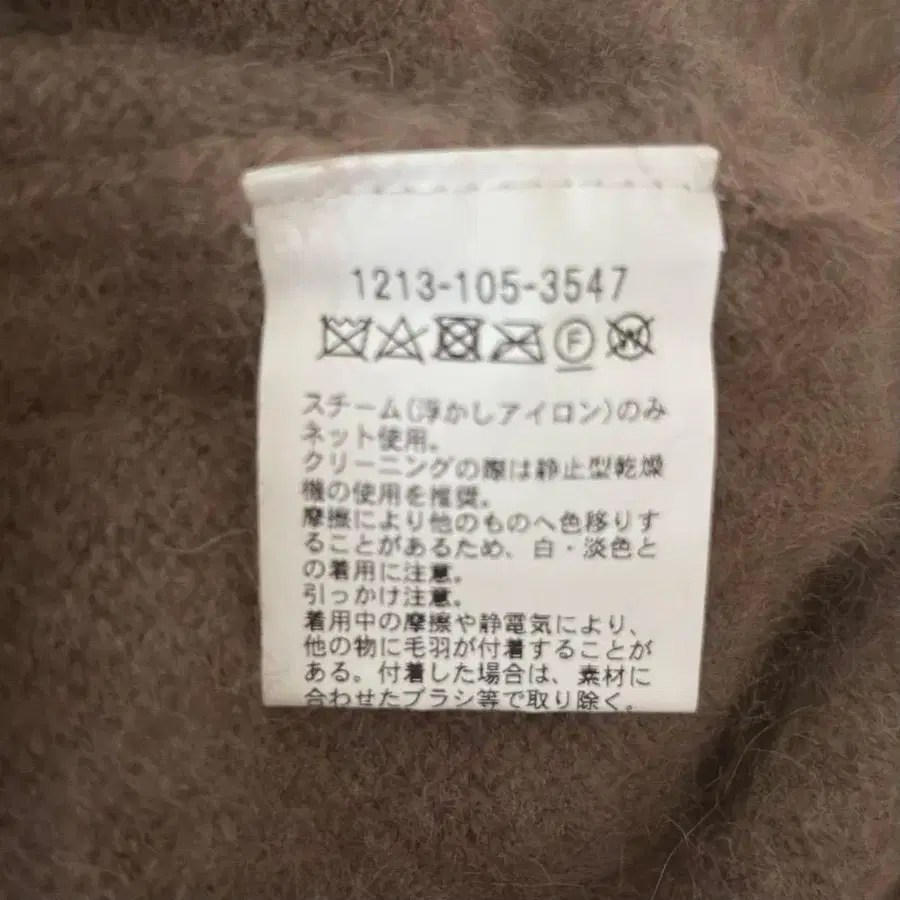 1213-105-3547
F W
スチーム(浮かしアイロン)のみ
ネット使用。
クリーニングの際は静止型乾燥
機の使用を推奨。
摩擦により他のものへ色移りす
ることがあるため、白・淡色と
の着用に注意。
引っかけ注意。
着用中の摩擦や静電気により、
他の物に毛羽が付着することが
ある。付着した場合は、素材に
合わせたブラシ等で取り除く。